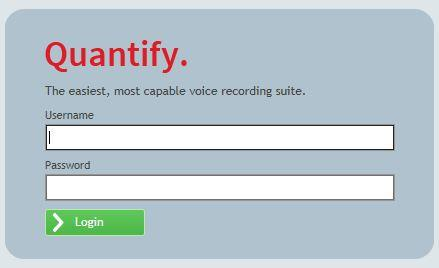 Quantify.
The easiest, most capable voice recording suite.
Username
Password
Login